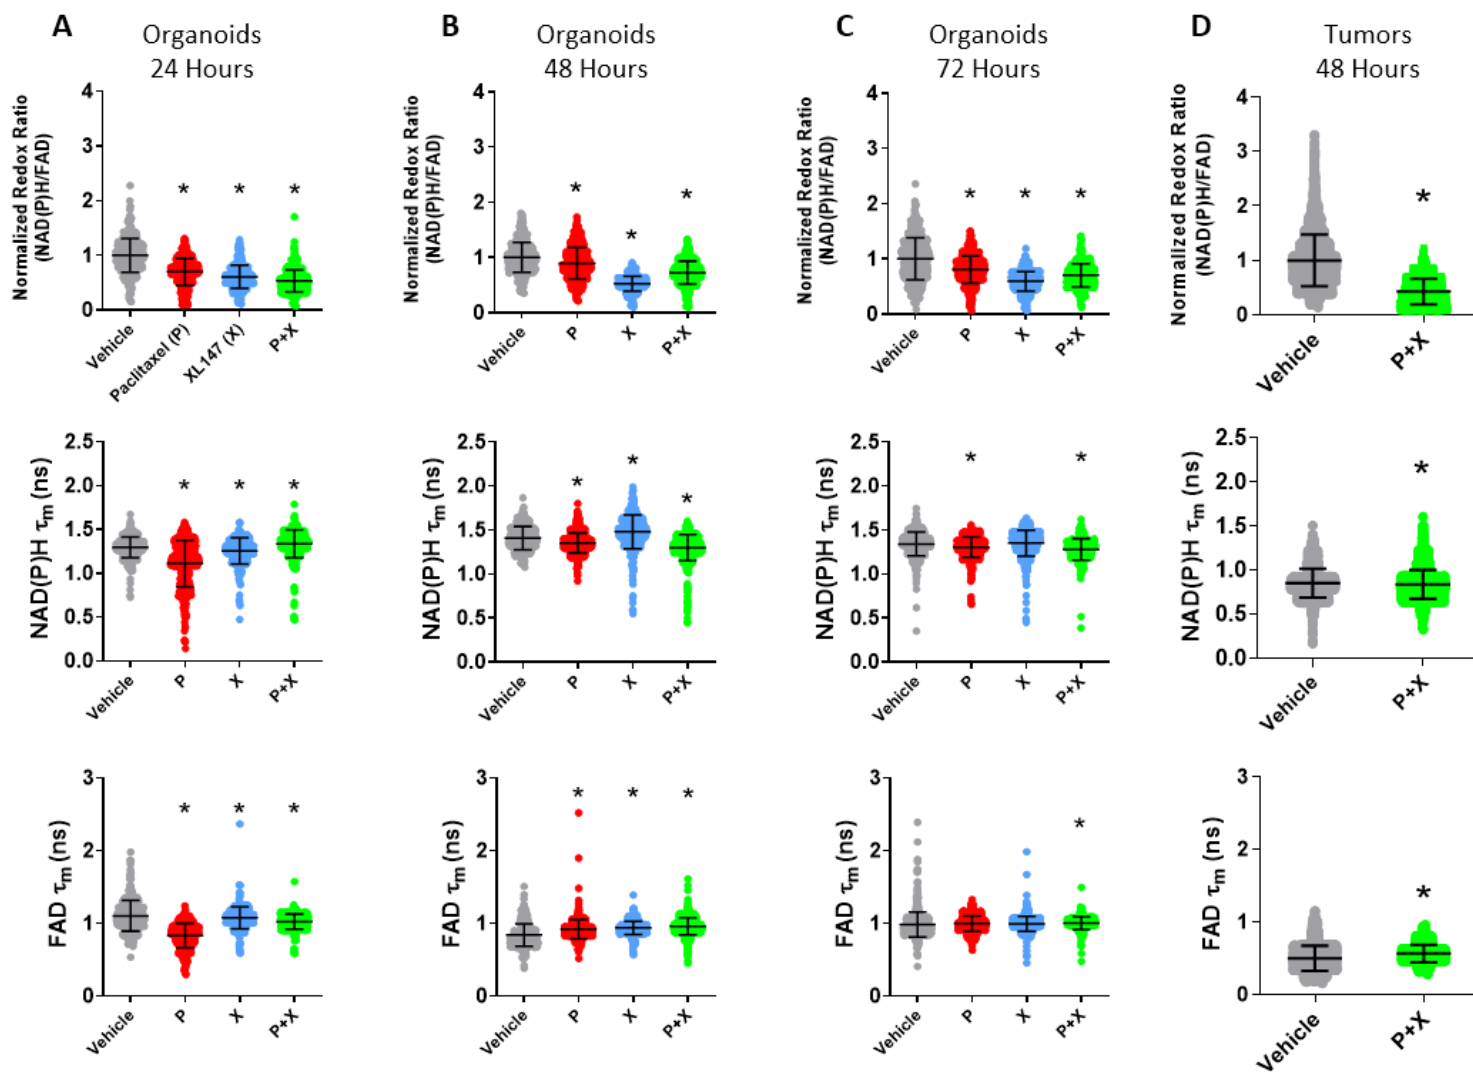 A
Organoids
24 Hours
Normalized Redox Ratio
(NAD(P)H/FAD)
4
3
2
1
0
* * *
Vehicle
Paclitaxel (P)
XL147 (X)
P+X
B
Organoids
48 Hours
Normalized Redox Ratio
(NAD(P)H/FAD)
4
3
2
1
0
* * *
Vehicle
P
X
P+X
C
Organoids
72 Hours
Normalized Redox Ratio
(NAD(P)H/FAD)
4
3
2
1
0
* * *
Vehicle
P
X
P+X
D
Tumors
48 Hours
Normalized Redox Ratio
(NAD(P)H/FAD)
4
3
2
1
0
*
Vehicle
P+X
NAD(P)H τm (ns)
2.5
2.0
1.5
1.0
0.5
0.0
* * *
Vehicle
P
X
P+X
NAD(P)H τm (ns)
2.5
2.0
1.5
1.0
0.5
0.0
* * *
Vehicle
P
X
P+X
NAD(P)H τm (ns)
2.5
2.0
1.5
1.0
0.5
0.0
* *
Vehicle
P
X
P+X
NAD(P)H τm (ns)
2.5
2.0
1.5
1.0
0.5
0.0
*
Vehicle
P+X
FAD τm (ns)
3
2
1
0
* * *
Vehicle
P
X
P+X
FAD τm (ns)
3
2
1
0
* * *
Vehicle
P
X
P+X
FAD τm (ns)
3
2
1
0
*
Vehicle
P
X
P+X
FAD τm (ns)
3
2
1
0
*
Vehicle
P+X